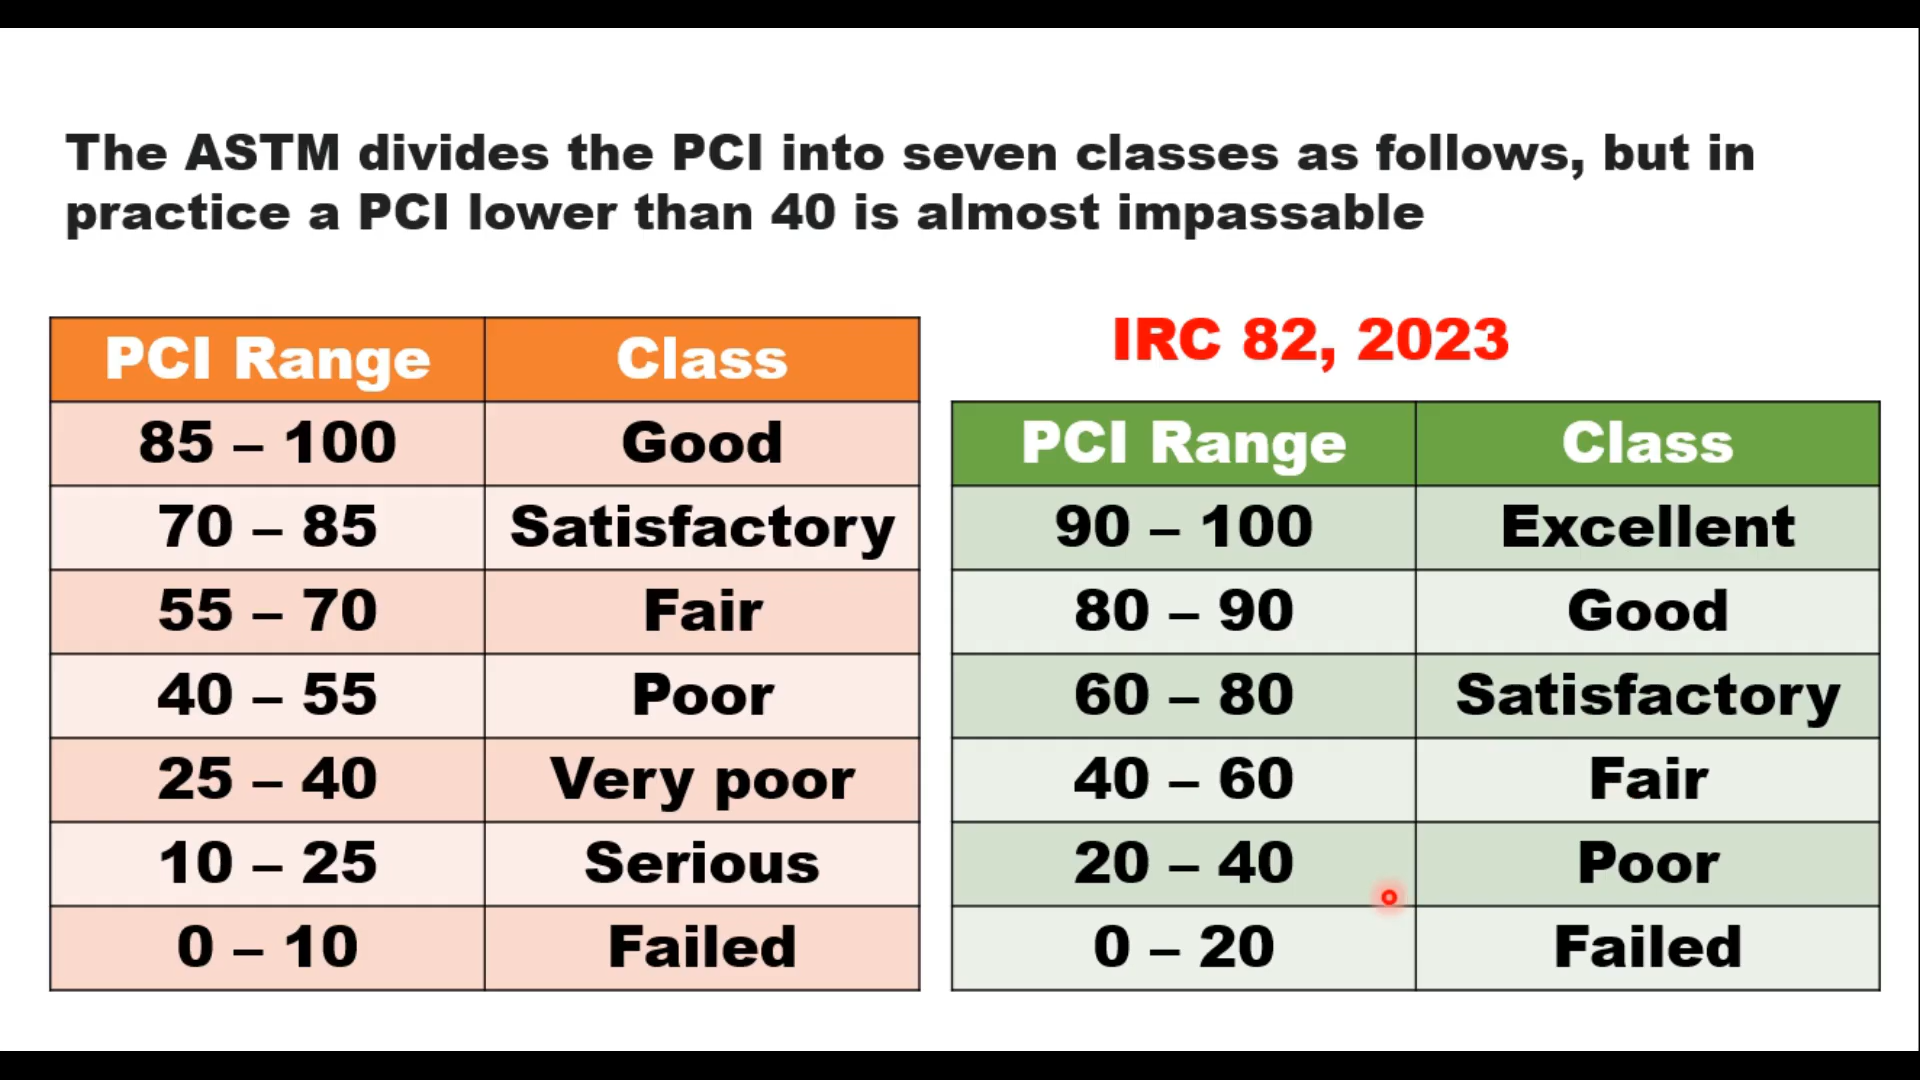 The ASTM divides the PCI into seven classes as follows, but in
practice a PCI lower than 40 is almost impassable
PCI Range Class
85 – 100 Good
70 – 85 Satisfactory
55 – 70 Fair
40 – 55 Poor
25 – 40 Very poor
10 – 25 Serious
0 – 10 Failed
IRC 82, 2023
PCI Range Class
90 – 100 Excellent
80 – 90 Good
60 – 80 Satisfactory
40 – 60 Fair
20 – 40 Poor
0 – 20 Failed